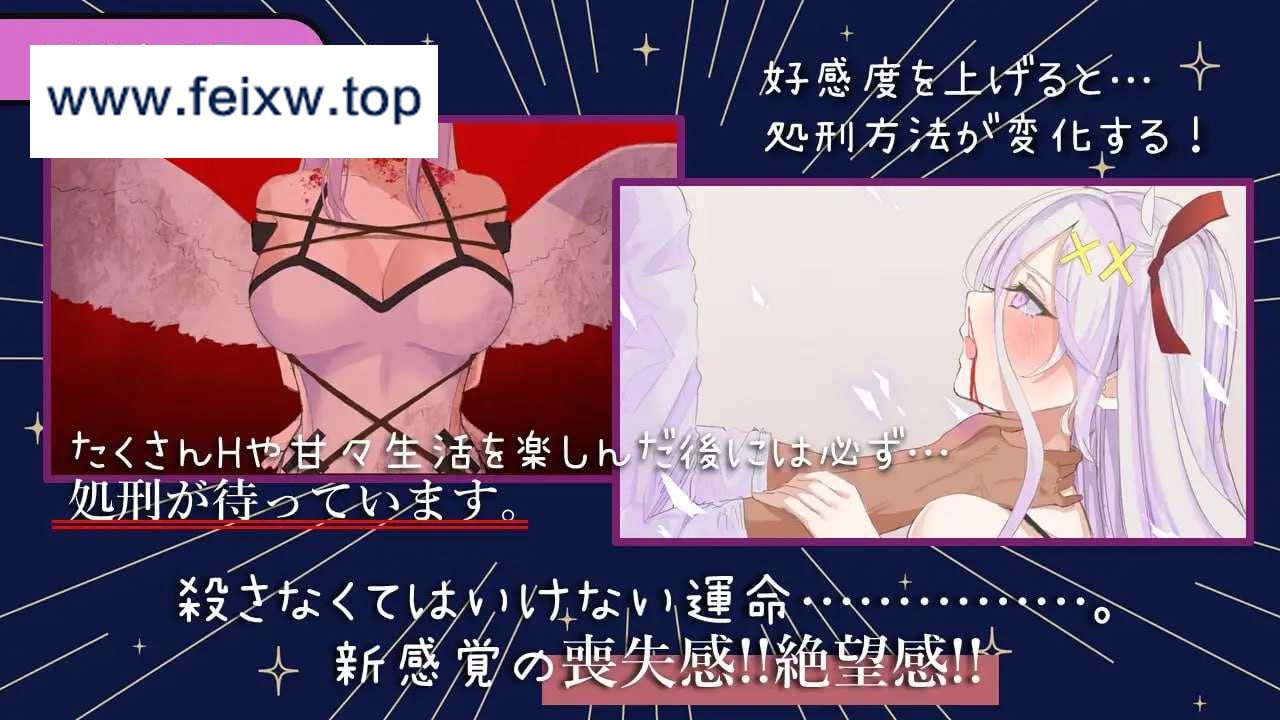 www.feixw.top
好感度を上げると…
処刑方法が変化する!
たくさんHや甘々生活を楽しんだ後には必ず…
処刑が待っています。
殺さなくてはいけない運命……………。
新感覚の喪失感!!絶望感!!